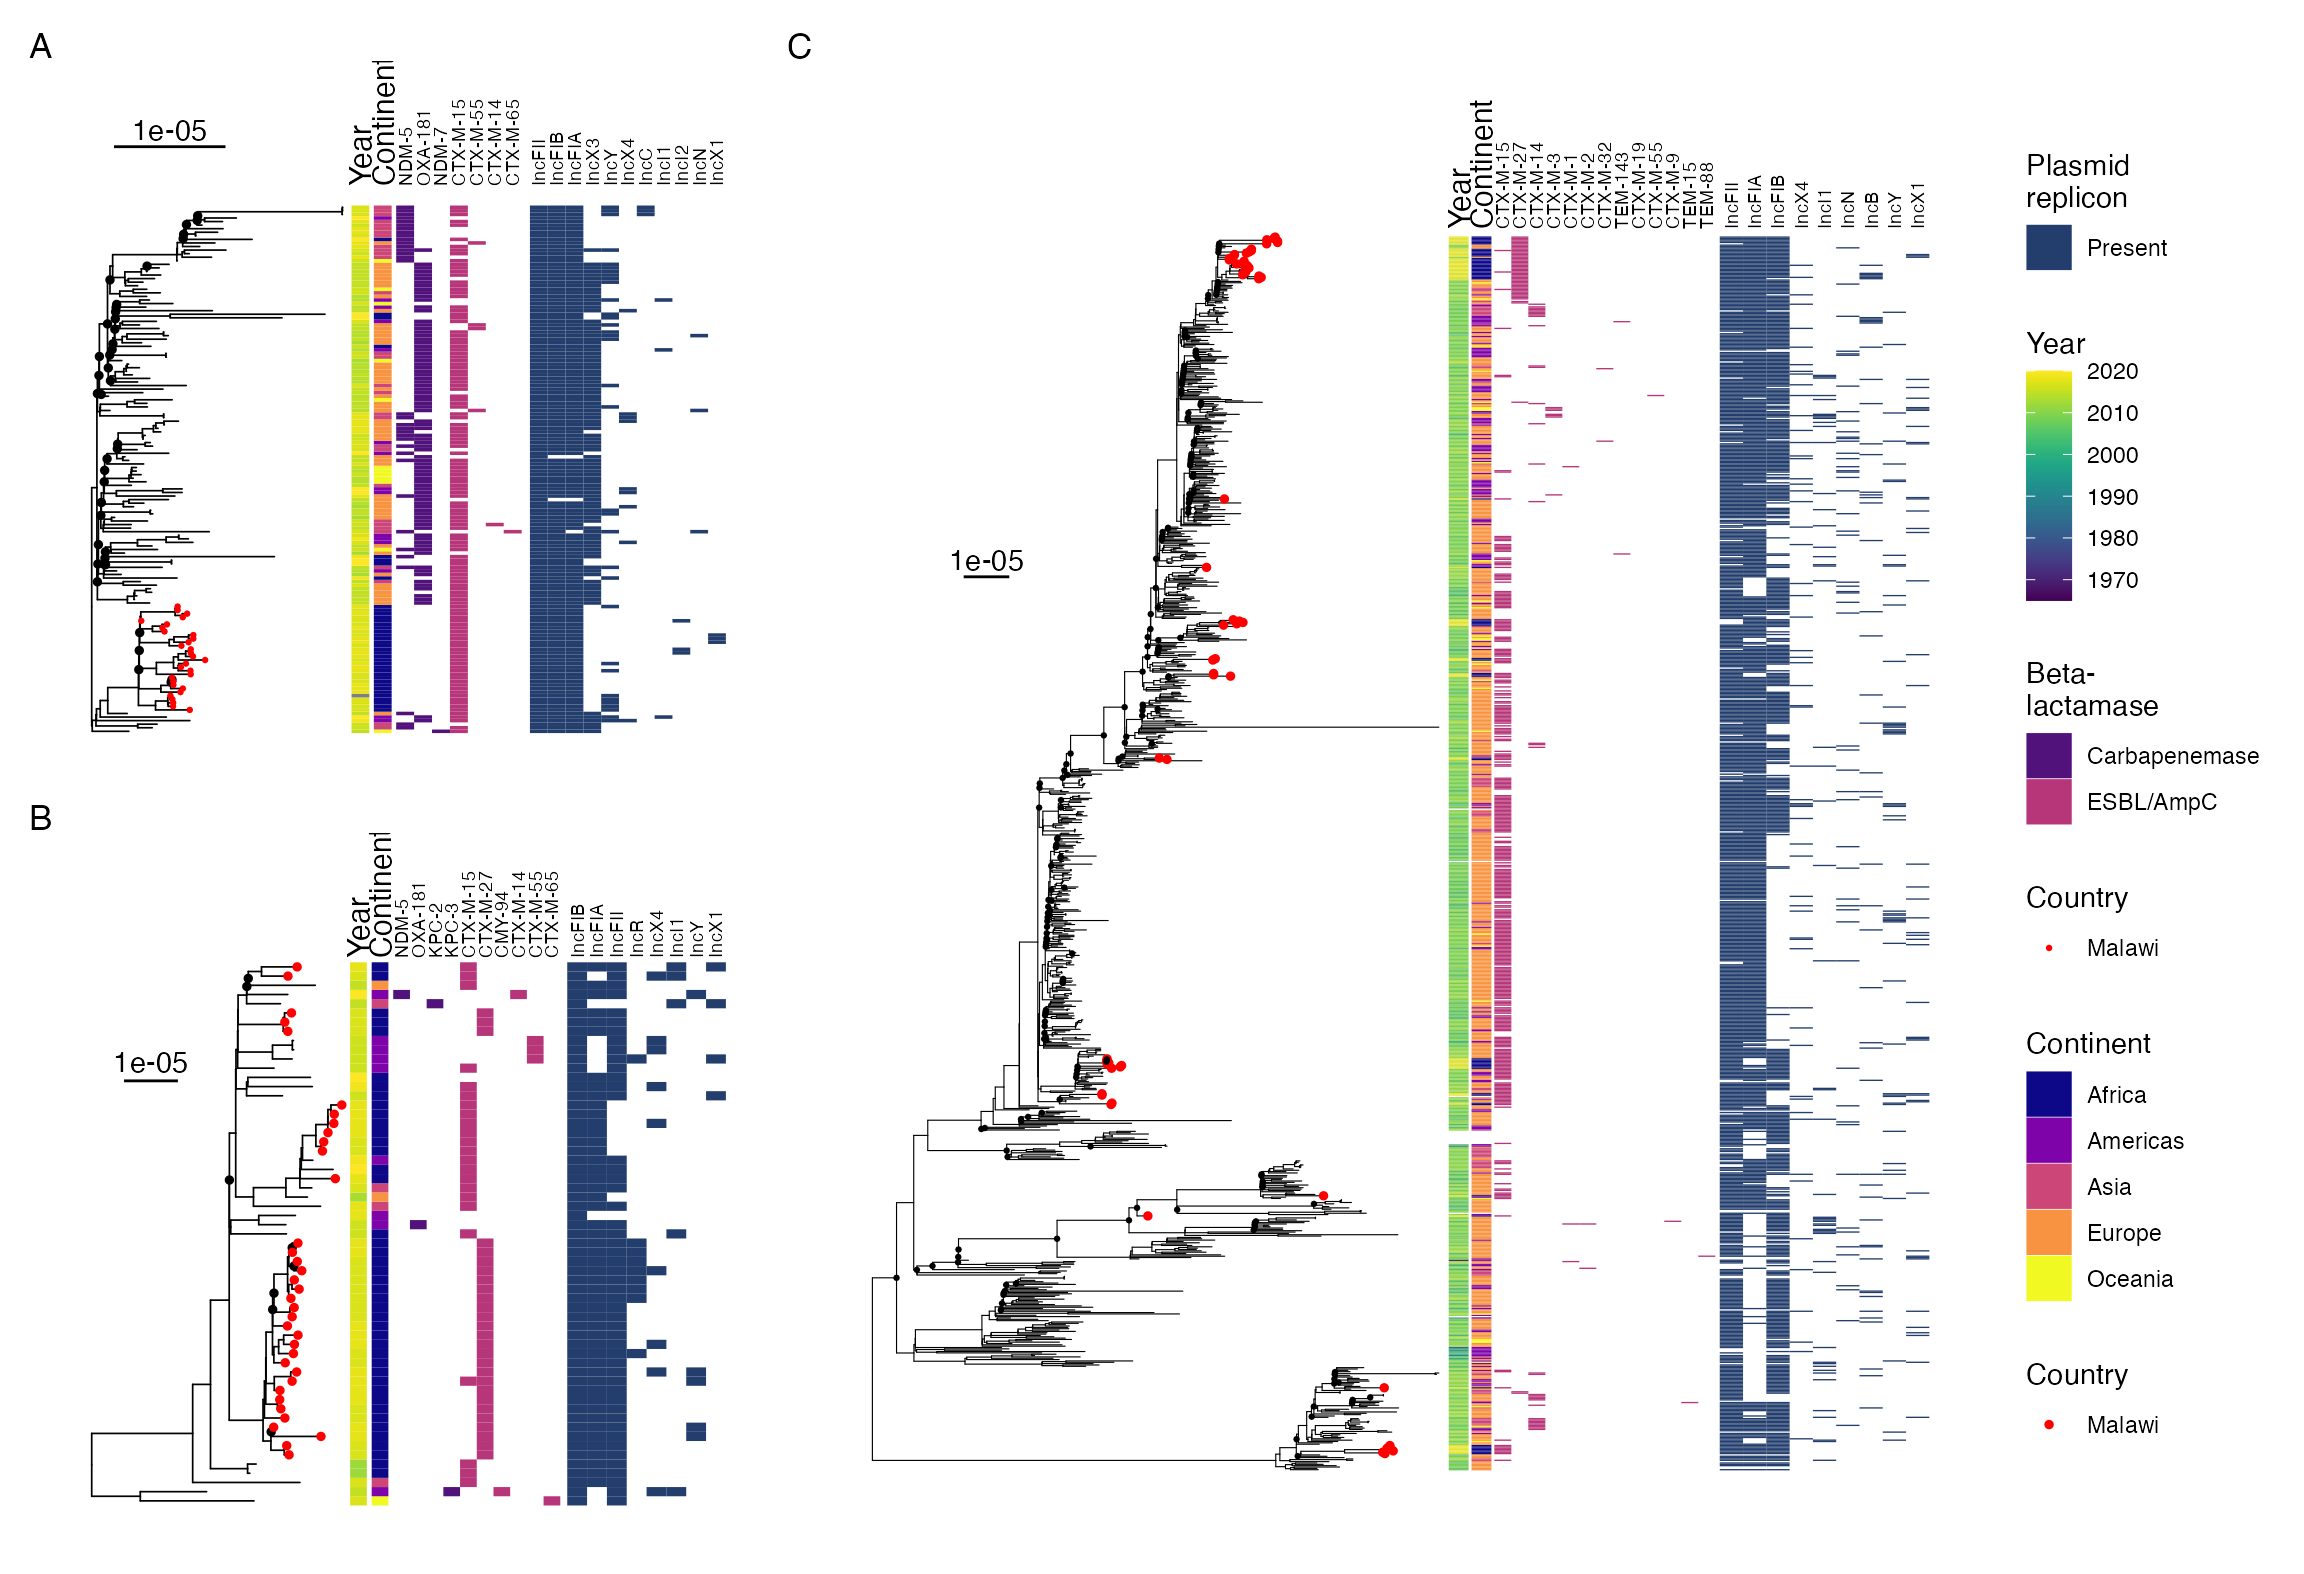 A
1e-05
Year
Continent
NDM-5
OXA-181
NDM-7
CTX-M-15
CTX-M-55
CTX-M-14
CTX-M-65
IncFII
IncFIB
IncFIA
IncX3
IncY
IncX4
IncC
IncI1
IncI2
IncN
IncX1
B
1e-05
Year
Continent
NDM-5
OXA-181
KPC-2
KPC-3
CTX-M-15
CTX-M-27
CMY-94
CTX-M-14
CTX-M-55
CTX-M-65
IncFIB
IncFIA
IncFII
IncR
IncX4
IncI1
IncY
IncX1
C
1e-05
Year
Continent
CTX-M-15
CTX-M-27
CTX-M-14
CTX-M-3
CTX-M-1
CTX-M-2
CTX-M-32
TEM-143
CTX-M-19
CTX-M-55
CTX-M-9
TEM-15
TEM-88
IncFII
IncFIA
IncFIB
IncX4
IncI1
IncN
IncB
IncY
IncX1
Plasmid
replicon
Present
Year
2020
2010
2000
1990
1980
1970
Beta-
lactamase
Carbapenemase
ESBL/AmpC
Country
Malawi
Continent
Africa
Americas
Asia
Europe
Oceania
Country
Malawi